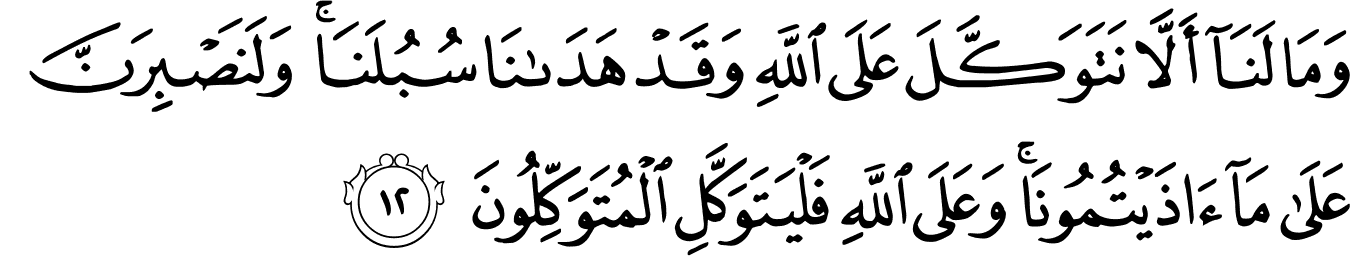 وَمَا لَنَآ أَلَّا نَتَوَكَّلَ عَلَى ٱللَّهِ وَقَدْ هَدَىٰنَا سُبُلَنَا ۚ وَلَنَصْبِرَنَّ
عَلَىٰ مَآ ءَاذَيْتُمُونَا ۚ وَعَلَى ٱللَّهِ فَلْيَتَوَكَّلِ ٱلْمُتَوَكِّلُونَ ١٢